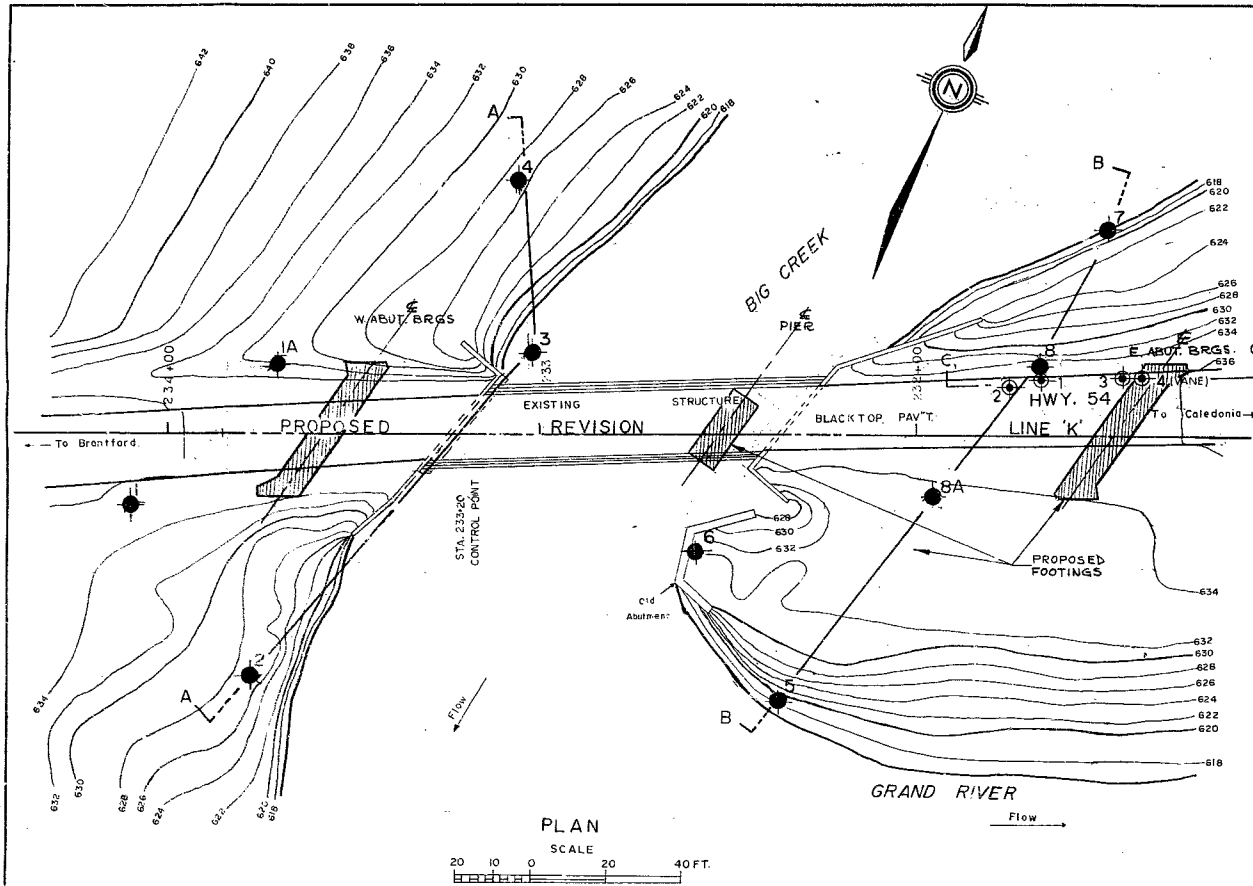 642
640
638
636
634
632
630
628
626
624
622
620
618
A
4
N
B
7
618
620
622
624
626
628
630
632
634
636
BIG CREEK
℄
W. ABUT. BRGS
℄
PIER
℄
E. ABUT. BRGS.
1A
3
8
C
2
1
3
4 (VANE)
234+00
233
232+00
EXISTING STRUCTURE
BLACKTOP PAV'T.
HWY. 54
PROPOSED REVISION
LINE 'K'
To Brantford
To Caledonia
1
8A
STA. 233+20
CONTROL POINT
628
630
632
6
PROPOSED
FOOTINGS
634
Old
Abutment
2
A
5
B
Flow
632
630
628
626
624
622
620
618
634
632
630
628
626
624
622
620
618
GRAND RIVER
Flow
PLAN
SCALE
20 10 0 20 40 FT.